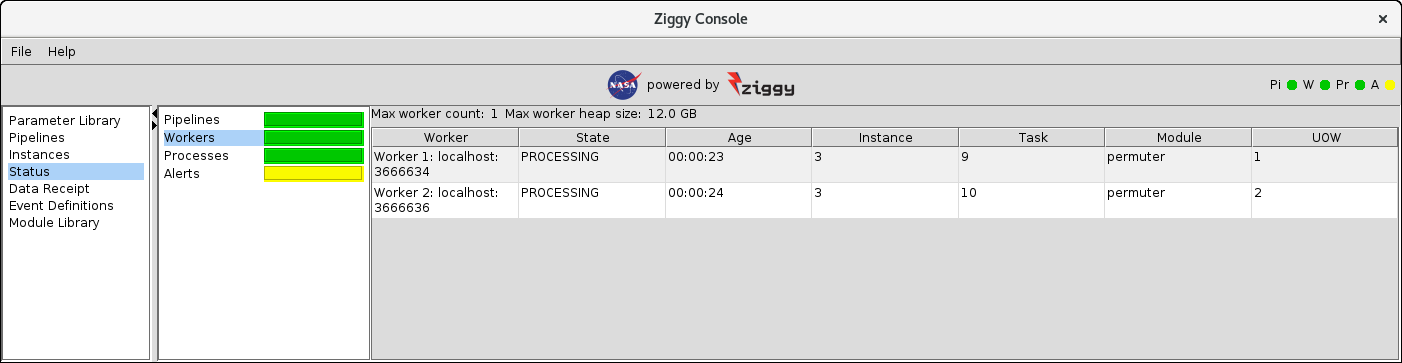 Ziggy Console
×
File Help
NASA powered by ziggy
Pi W Pr A
Parameter Library
Pipelines
Instances
Status
Data Receipt
Event Definitions
Module Library
Pipelines
Workers
Processes
Alerts
Max worker count: 1 Max worker heap size: 12.0 GB
Worker State Age Instance Task Module UOW
Worker 1: localhost: PROCESSING 00:00:23 3 9 permuter 1
3666634
Worker 2: localhost: PROCESSING 00:00:24 3 10 permuter 2
3666636